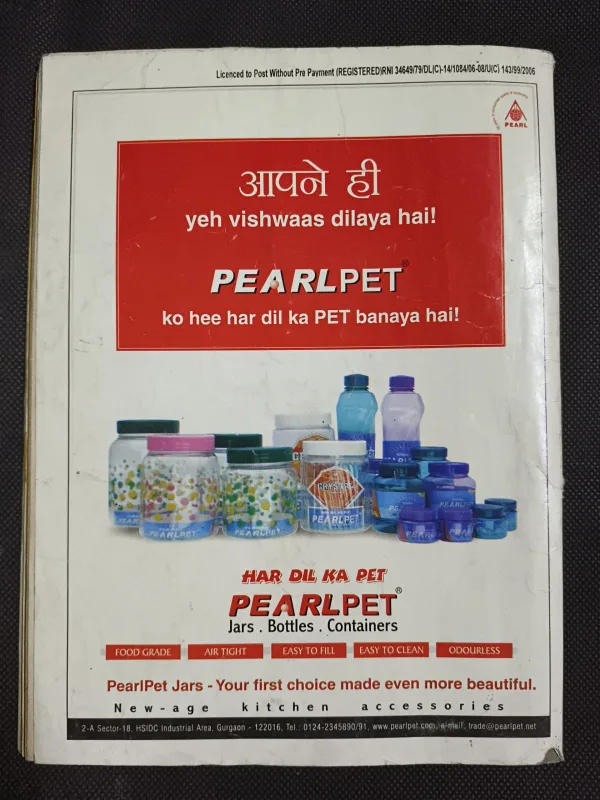 Licenced to Post Without Pre Payment (REGISTERED)RNI 34649/79/DL(C)-14/1084/06-08/U(C) 143/99/2006
PEARL
आपने ही
yeh vishwaas dilaya hai!
PEARLPET®
ko hee har dil ka PET banaya hai!
CRYSTAL
PEARLPET
HAR DIL KA PET
PEARLPET®
Jars . Bottles . Containers
FOOD GRADE AIR TIGHT EASY TO FILL EASY TO CLEAN ODOURLESS
PearlPet Jars - Your first choice made even more beautiful.
New-age kitchen accessories
2-A Sector-18, HSIDC Industrial Area, Gurgaon - 122016, Tel : 0124-2345890/91, www.pearlpet.com, e-mail : trade@pearlpet.net